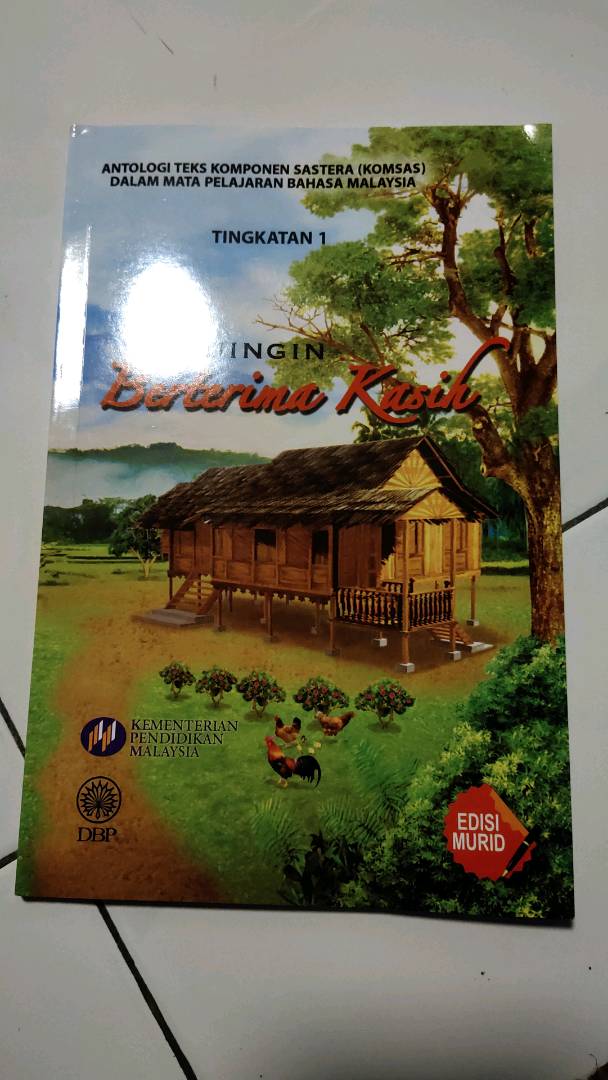 ANTOLOGI TEKS KOMPONEN SASTERA (KOMSAS)
DALAM MATA PELAJARAN BAHASA MALAYSIA
TINGKATAN 1
INGIN
Berterima Kasih
KEMENTERIAN
PENDIDIKAN
MALAYSIA
DBP
EDISI
MURID